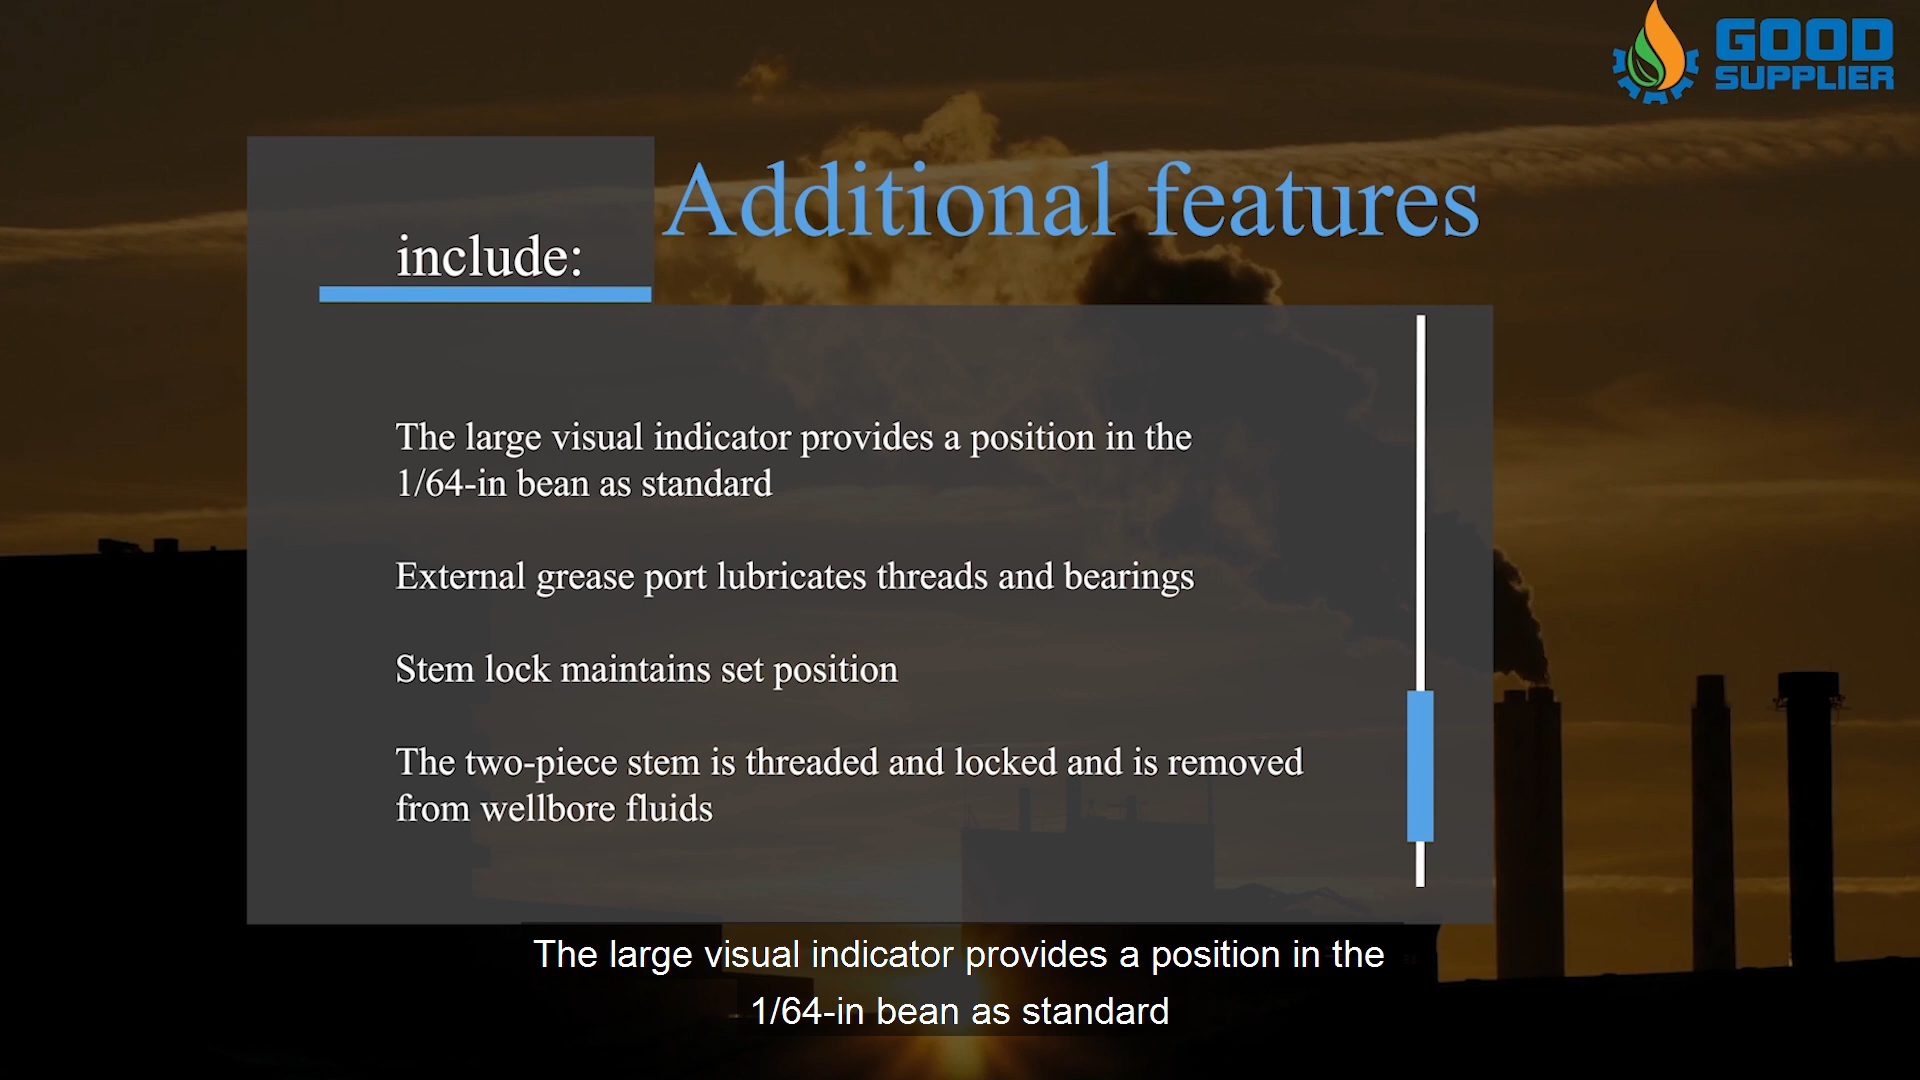 GOOD
SUPPLIER
Additional features
include:
The large visual indicator provides a position in the
1/64-in bean as standard
External grease port lubricates threads and bearings
Stem lock maintains set position
The two-piece stem is threaded and locked and is removed
from wellbore fluids
The large visual indicator provides a position in the
1/64-in bean as standard